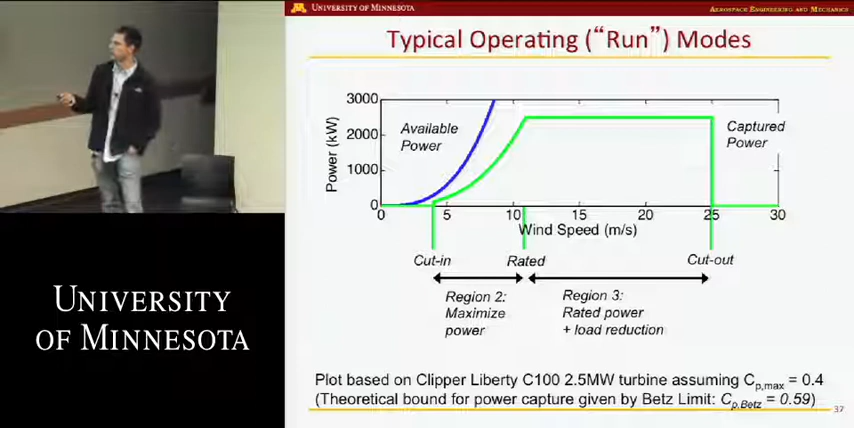 UNIVERSITY OF MINNESOTA
AEROSPACE ENGINEERING AND MECHANICS
Typical Operating (“Run”) Modes
3000
2000
1000
0
Power (kW)
Available
Power
Captured
Power
0 5 10 15 20 25 30
Wind Speed (m/s)
Cut-in
Rated
Cut-out
Region 2:
Maximize
power
Region 3:
Rated power
+ load reduction
UNIVERSITY
OF MINNESOTA
Plot based on Clipper Liberty C100 2.5MW turbine assuming Cp,max = 0.4
(Theoretical bound for power capture given by Betz Limit: Cp,Betz = 0.59)
37